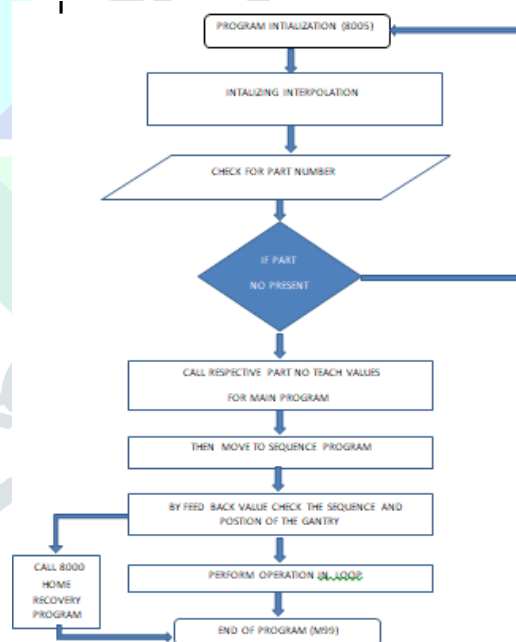 PROGRAM INTIALIZATION (8005)
INTALIZING INTERPOLATION
CHECK FOR PART NUMBER
IF PART
NO PRESENT
CALL RESPECTIVE PART NO TEACH VALUES
FOR MAIN PROGRAM
THEN MOVE TO SEQUENCE PROGRAM
BY FEED BACK VALUE CHECK THE SEQUENCE AND
POSTION OF THE GANTRY
CALL 8000
HOME
RECOVERY
PROGRAM
PERFORM OPERATION IN LOOP
END OF PROGRAM (M99)